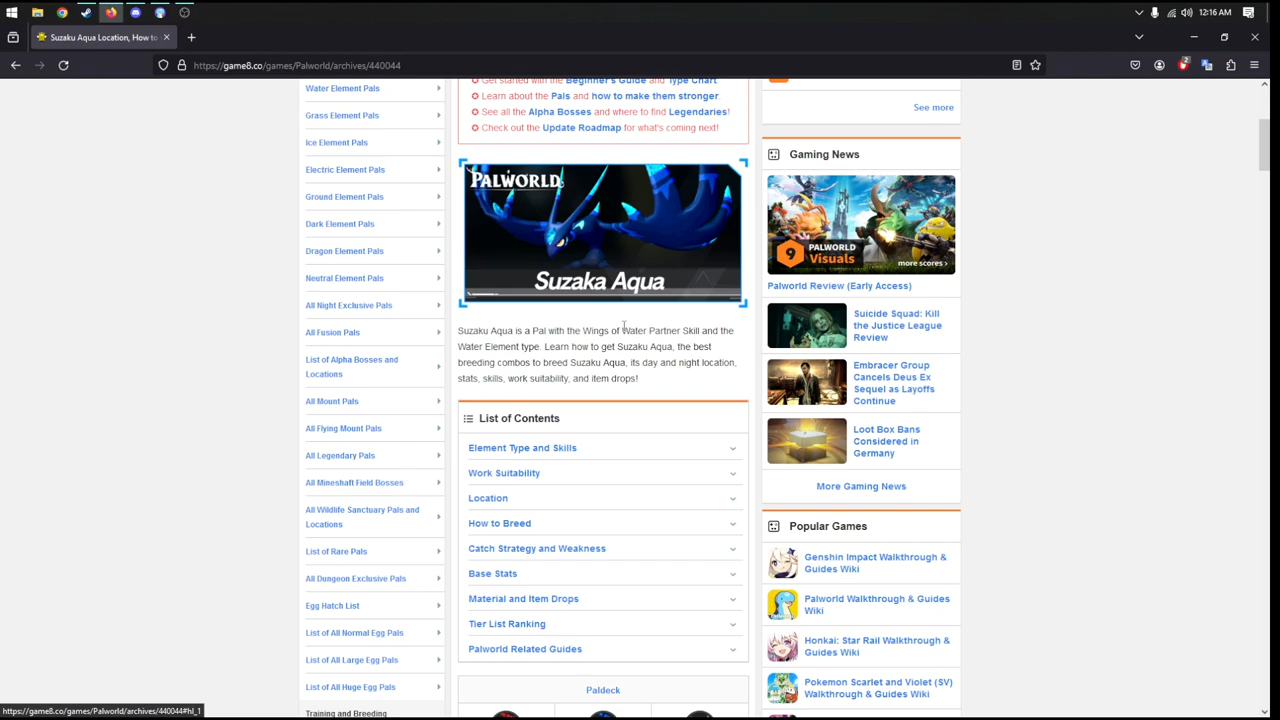 12:16 AM
Suzaku Aqua Location, How to
https://game8.co/games/Palworld/archives/440044
Water Element Pals
Grass Element Pals
Ice Element Pals
Electric Element Pals
Ground Element Pals
Dark Element Pals
Dragon Element Pals
Neutral Element Pals
All Night Exclusive Pals
All Fusion Pals
List of Alpha Bosses and
Locations
All Mount Pals
All Flying Mount Pals
All Legendary Pals
All Mineshaft Field Bosses
All Wildlife Sanctuary Pals and
Locations
List of Rare Pals
All Dungeon Exclusive Pals
Egg Hatch List
List of All Normal Egg Pals
List of All Large Egg Pals
List of All Huge Egg Pals
Training and Breeding
Get started with the Beginner's Guide and Type Chart.
Learn about the Pals and how to make them stronger.
See all the Alpha Bosses and where to find Legendaries!
Check out the Update Roadmap for what's coming next!
PALWORLD
Suzaka Aqua
Suzaku Aqua is a Pal with the Wings of Water Partner Skill and the
Water Element type. Learn how to get Suzaku Aqua, the best
breeding combos to breed Suzaku Aqua, its day and night location,
stats, skills, work suitability, and item drops!
List of Contents
Element Type and Skills
Work Suitability
Location
How to Breed
Catch Strategy and Weakness
Base Stats
Material and Item Drops
Tier List Ranking
Palworld Related Guides
Paldeck
See more
Gaming News
9
PALWORLD
Visuals
more scores ›
Palworld Review (Early Access)
Suicide Squad: Kill
the Justice League
Review
Embracer Group
Cancels Deus Ex
Sequel as Layoffs
Continue
Loot Box Bans
Considered in
Germany
More Gaming News
Popular Games
Genshin Impact Walkthrough &
Guides Wiki
Palworld Walkthrough & Guides
Wiki
Honkai: Star Rail Walkthrough &
Guides Wiki
Pokemon Scarlet and Violet (SV)
Walkthrough & Guides Wiki
https://game8.co/games/Palworld/archives/440044#hl_1